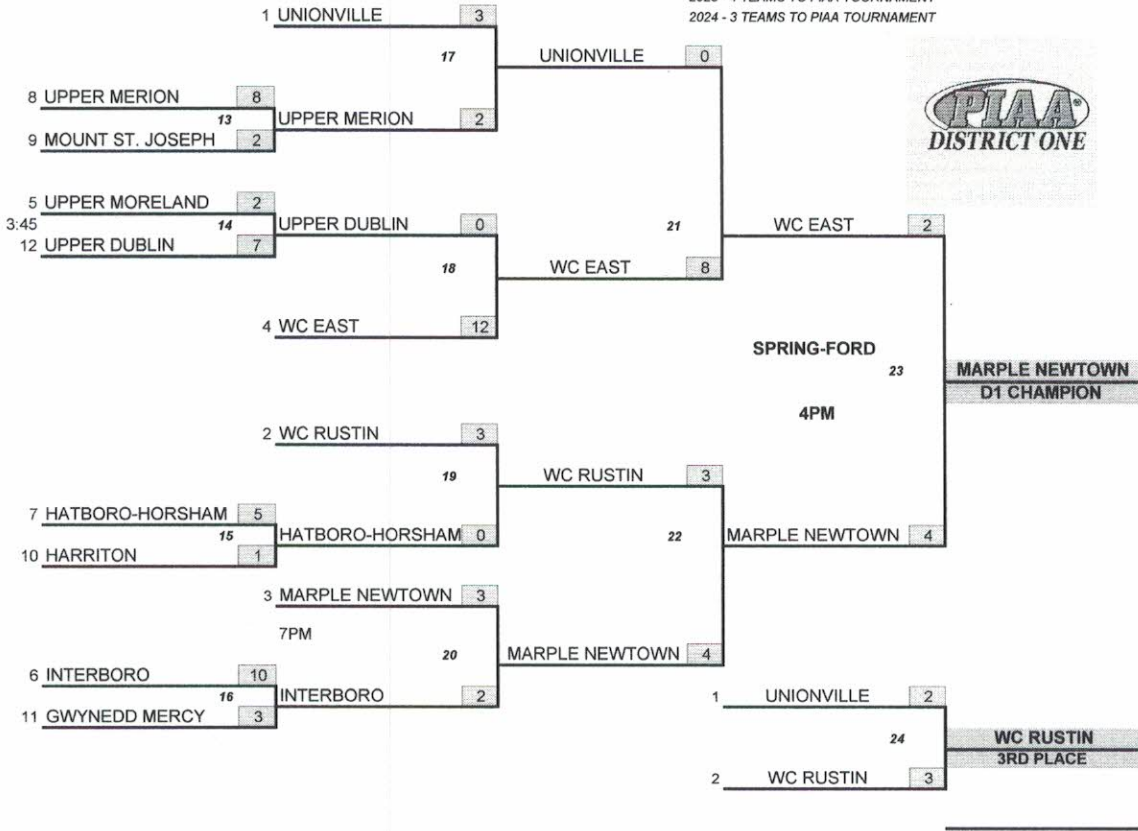 2024 - 3 TEAMS TO PIAA TOURNAMENT
1 UNIONVILLE 3
17
UNIONVILLE 0
8 UPPER MERION 8
13
UPPER MERION 2
9 MOUNT ST. JOSEPH 2
PIAA®
DISTRICT ONE
5 UPPER MORELAND 2
3:45
14
UPPER DUBLIN 0
12 UPPER DUBLIN 7
21
WC EAST 2
18
WC EAST 8
4 WC EAST 12
SPRING-FORD
23
MARPLE NEWTOWN
D1 CHAMPION
4PM
2 WC RUSTIN 3
19
WC RUSTIN 3
7 HATBORO-HORSHAM 5
15
HATBORO-HORSHAM 0
10 HARRITON 1
22
MARPLE NEWTOWN 4
3 MARPLE NEWTOWN 3
7PM
20
MARPLE NEWTOWN 4
6 INTERBORO 10
16
INTERBORO 2
11 GWYNEDD MERCY 3
1 UNIONVILLE 2
24
WC RUSTIN
3RD PLACE
2 WC RUSTIN 3